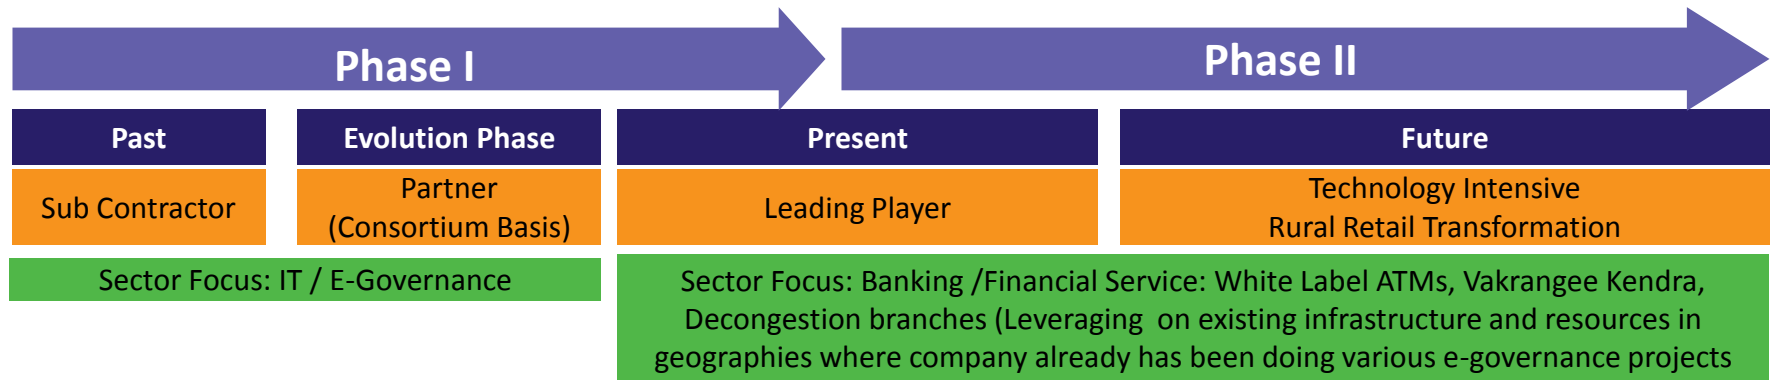 Phase I
Phase II
Past
Evolution Phase
Present
Future
Sub Contractor
Partner
(Consortium Basis)
Leading Player
Technology Intensive
Rural Retail Transformation
Sector Focus: IT / E-Governance
Sector Focus: Banking /Financial Service: White Label ATMs, Vakrangee Kendra,
Decongestion branches (Leveraging  on existing infrastructure and resources in
geographies where company already has been doing various e-governance projects